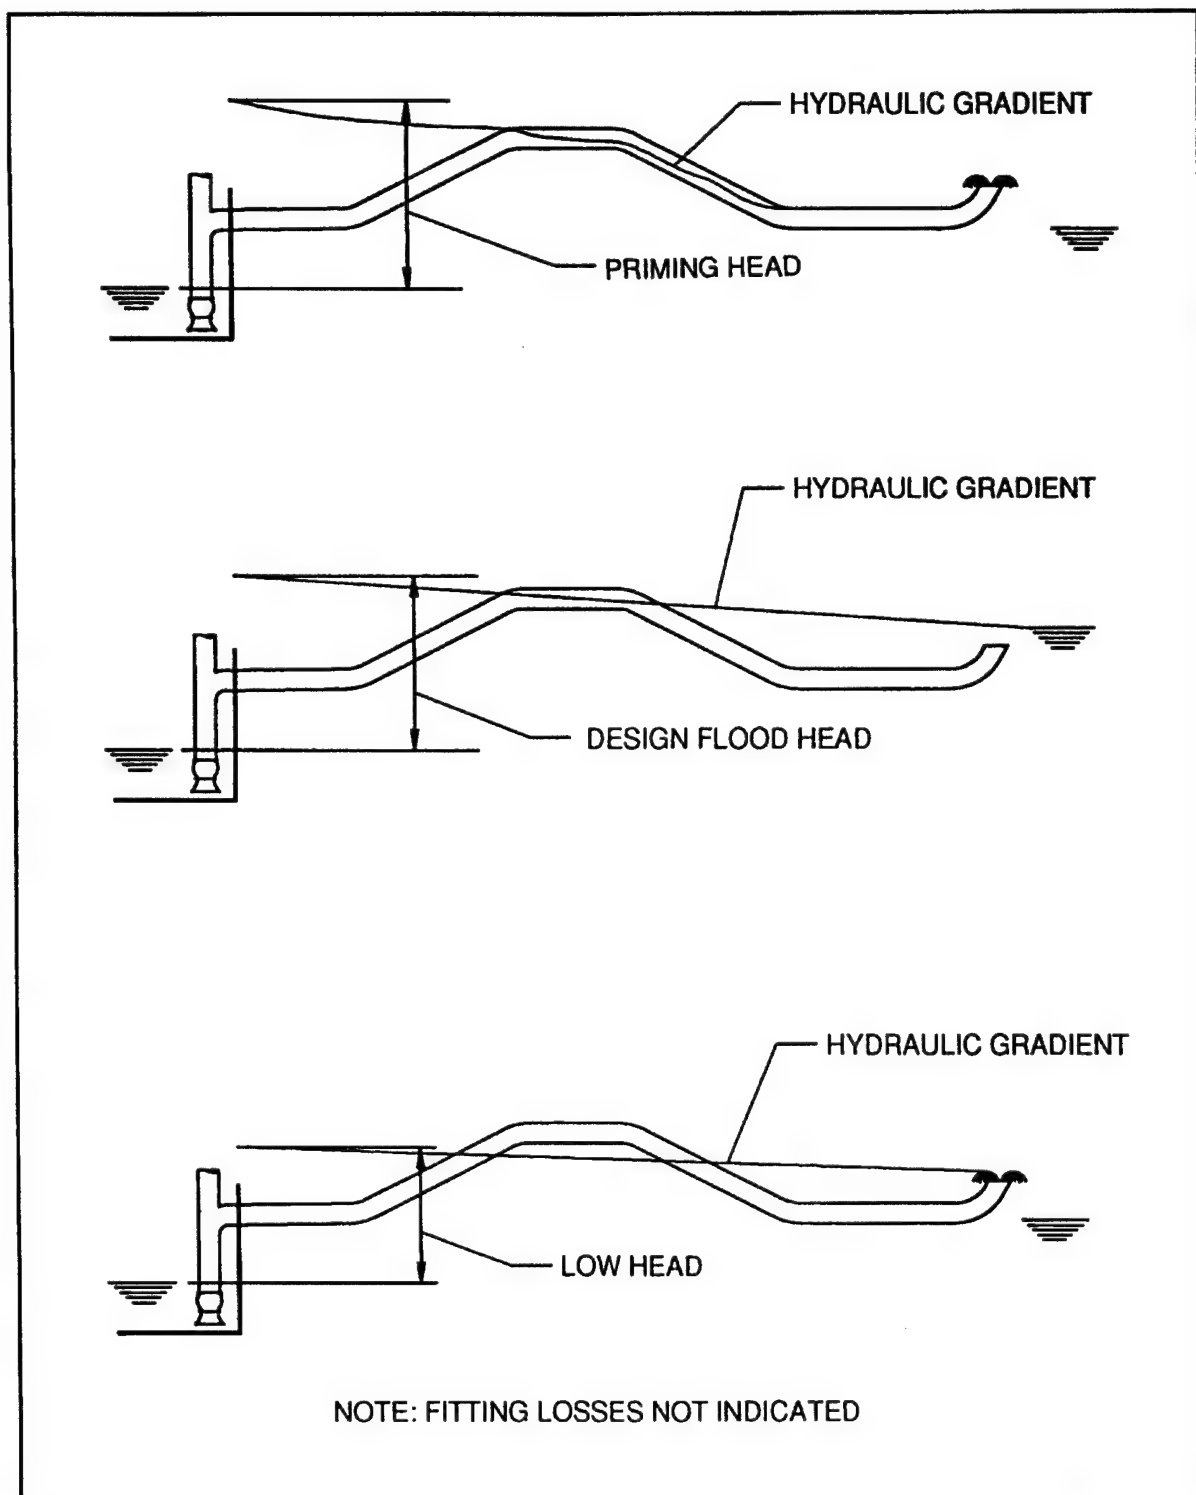 HYDRAULIC GRADIENT
PRIMING HEAD
HYDRAULIC GRADIENT
DESIGN FLOOD HEAD
HYDRAULIC GRADIENT
LOW HEAD
NOTE: FITTING LOSSES NOT INDICATED